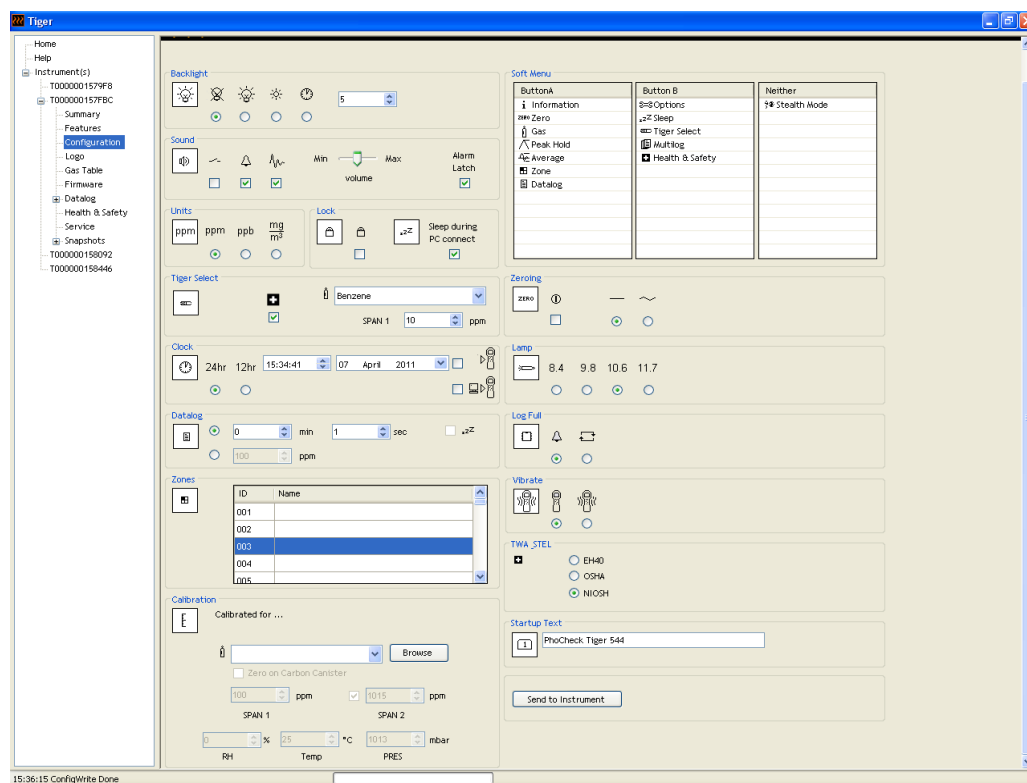 Tiger
Home
Help
Instrument(s)
T0000001579F8
T000000157FBC
Summary
Features
Configuration
Logo
Gas Table
Firmware
Datalog
Health & Safety
Service
Snapshots
T000000158092
T000000158446
Backlight
5
Sound
Min
Max
volume
Alarm
Latch
Units
ppm
ppm
ppb
mg
m³
Lock
zZZ
Sleep during
PC connect
Tiger Select
Benzene
SPAN 1
10
ppm
Clock
24hr
12hr
15:34:41
07 April 2011
Datalog
0
min
1
sec
zZZ
100
ppm
Zones
ID
Name
001
002
003
004
005
Calibration
Calibrated for ...
Browse
Zero on Carbon Canister
100
ppm
1015
ppm
SPAN 1
SPAN 2
0
%
25
°C
1013
mbar
RH
Temp
PRES
Soft Menu
ButtonA
Button B
Neither
i Information
Options
Stealth Mode
ZERO Zero
zZZ Sleep
Gas
Tiger Select
Peak Hold
Multilog
Average
Health & Safety
Zone
Datalog
Zeroing
ZERO
Lamp
8.4
9.8
10.6
11.7
Log Full
Vibrate
TWA_STEL
EH40
OSHA
NIOSH
Startup Text
1
PhoCheck Tiger 544
Send to Instrument
15:36:15 ConfigWrite Done